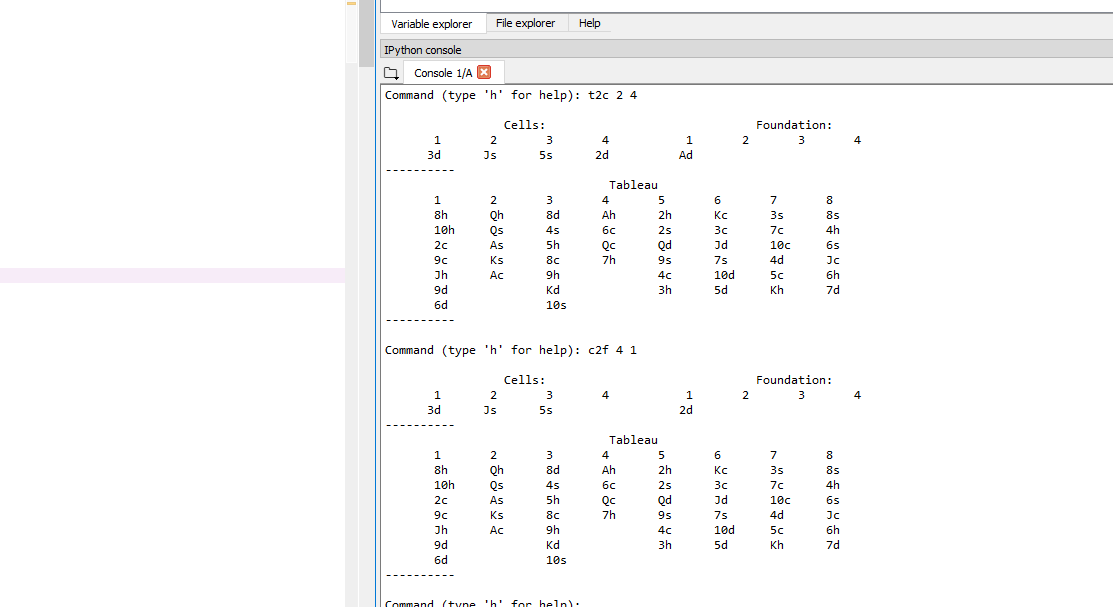 Variable explorer File explorer Help
IPython console
Console 1/A
Command (type 'h' for help): t2c 2 4
Cells: Foundation:
1 2 3 4 1 2 3 4
3d Js 5s 2d Ad
----------
Tableau
1 2 3 4 5 6 7 8
8h Qh 8d Ah 2h Kc 3s 8s
10h Qs 4s 6c 2s 3c 7c 4h
2c As 5h Qc Qd Jd 10c 6s
9c Ks 8c 7h 9s 7s 4d Jc
Jh Ac 9h 4c 10d 5c 6h
9d Kd 3h 5d Kh 7d
6d 10s
----------
Command (type 'h' for help): c2f 4 1
Cells: Foundation:
1 2 3 4 1 2 3 4
3d Js 5s 2d
----------
Tableau
1 2 3 4 5 6 7 8
8h Qh 8d Ah 2h Kc 3s 8s
10h Qs 4s 6c 2s 3c 7c 4h
2c As 5h Qc Qd Jd 10c 6s
9c Ks 8c 7h 9s 7s 4d Jc
Jh Ac 9h 4c 10d 5c 6h
9d Kd 3h 5d Kh 7d
6d 10s
----------
Command (type 'h' for help):